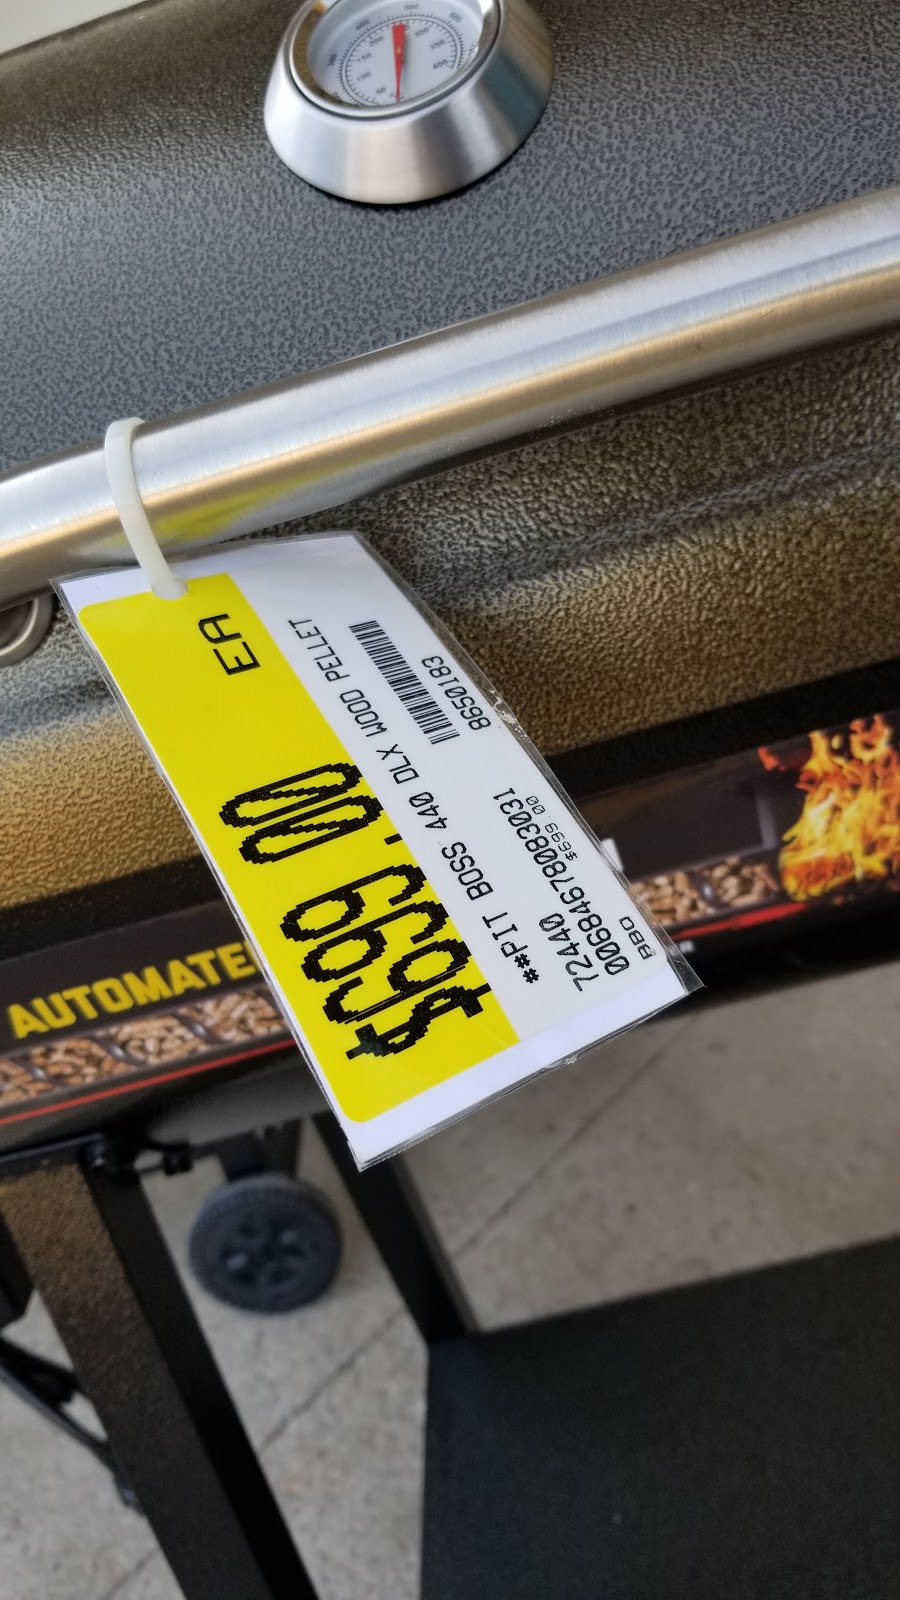 $699.00 EA
**PIT BOSS 440 DLX WOOD PELLET
72440
8650183
00684678083031
$699.00
BBQ
AUTOMATE